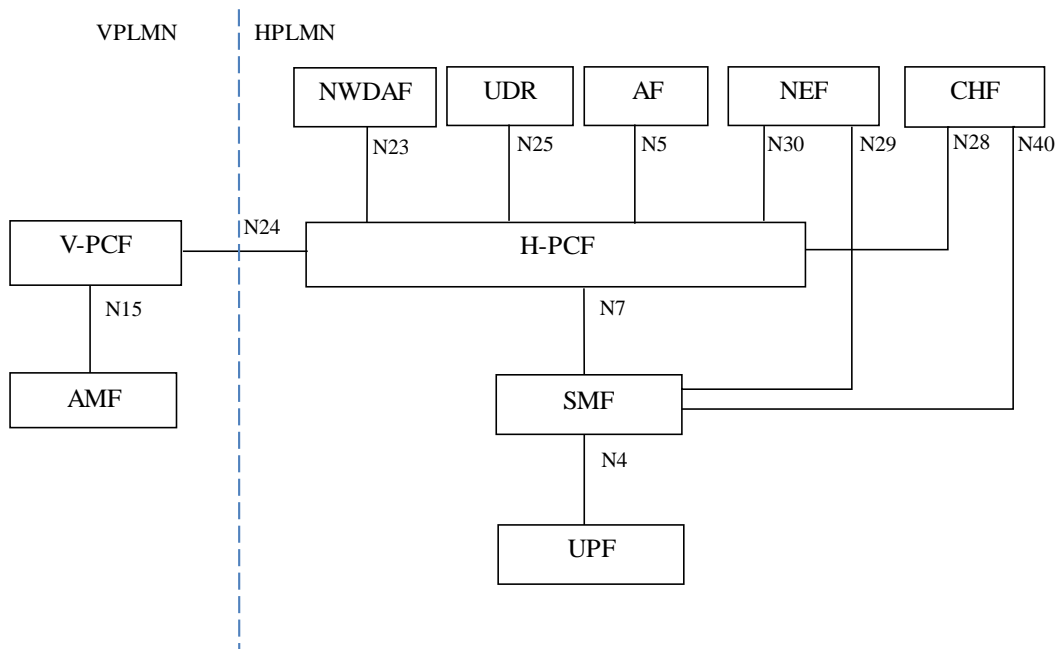 VPLMN
HPLMN
NWDAF
UDR
AF
NEF
CHF
N23
N25
N5
N30
N29
N28
N40
N24
V-PCF
H-PCF
N15
N7
AMF
SMF
N4
UPF